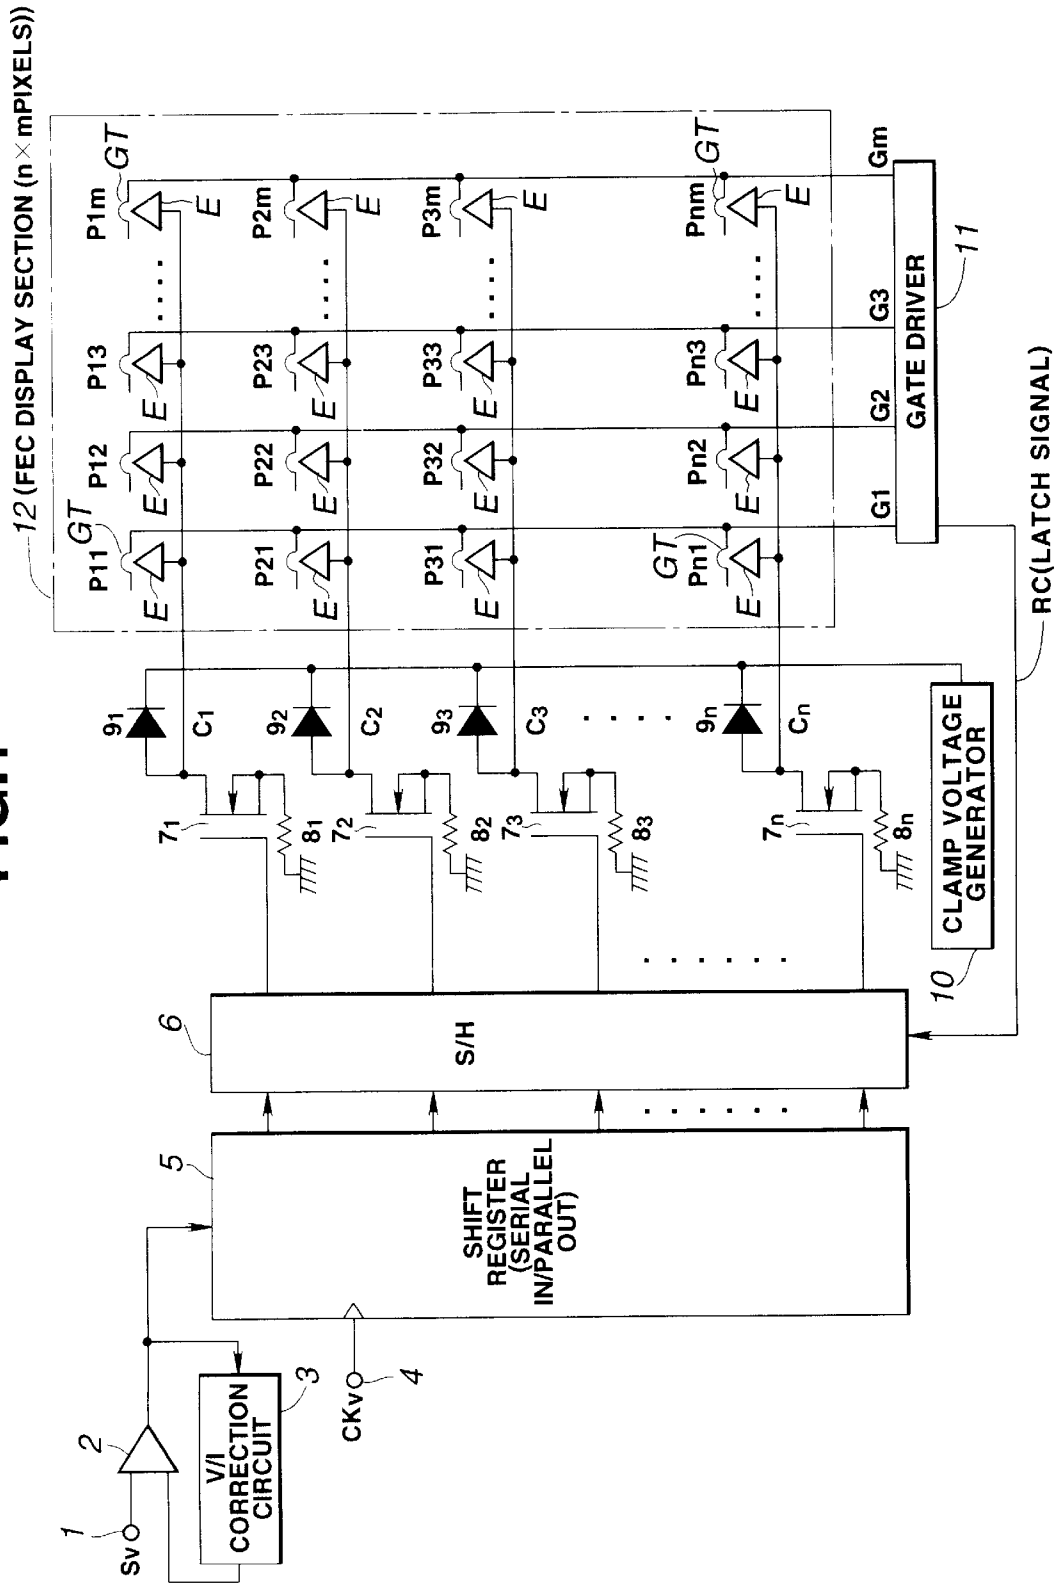 12 (FEC DISPLAY SECTION (n × mPIXELS))
P11
GT
P12
P13
P1m
GT
E
E
E
E
P21
P22
P23
P2m
E
E
E
E
P31
P32
P33
P3m
E
E
E
E
Pn1
GT
Pn2
Pn3
Pnm
GT
E
E
E
E
G1
G2
G3
Gm
GATE DRIVER
11
RC(LATCH SIGNAL)
91
C1
92
C2
93
C3
9n
Cn
71
81
72
82
73
83
7n
8n
CLAMP VOLTAGE
GENERATOR
10
6
S/H
5
SHIFT
REGISTER
(SERIAL
IN/PARALLEL
OUT)
1
Sv
2
V/I
CORRECTION
CIRCUIT
3
CKv
4